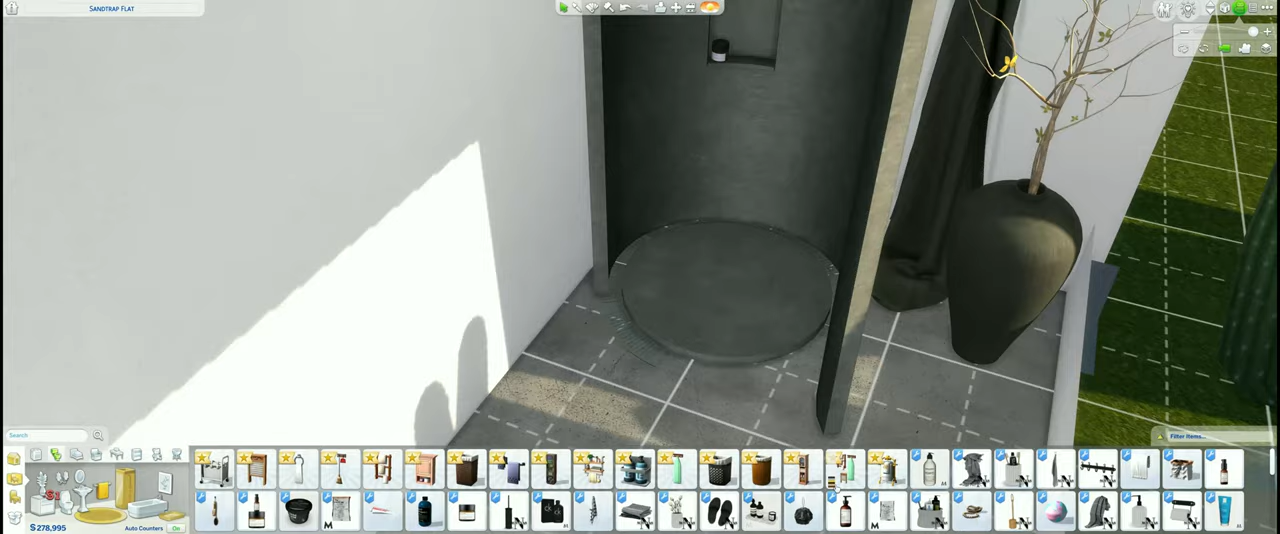 SANDTRAP FLAT
Search
Filter Items...
$278,995
Auto Counters
On